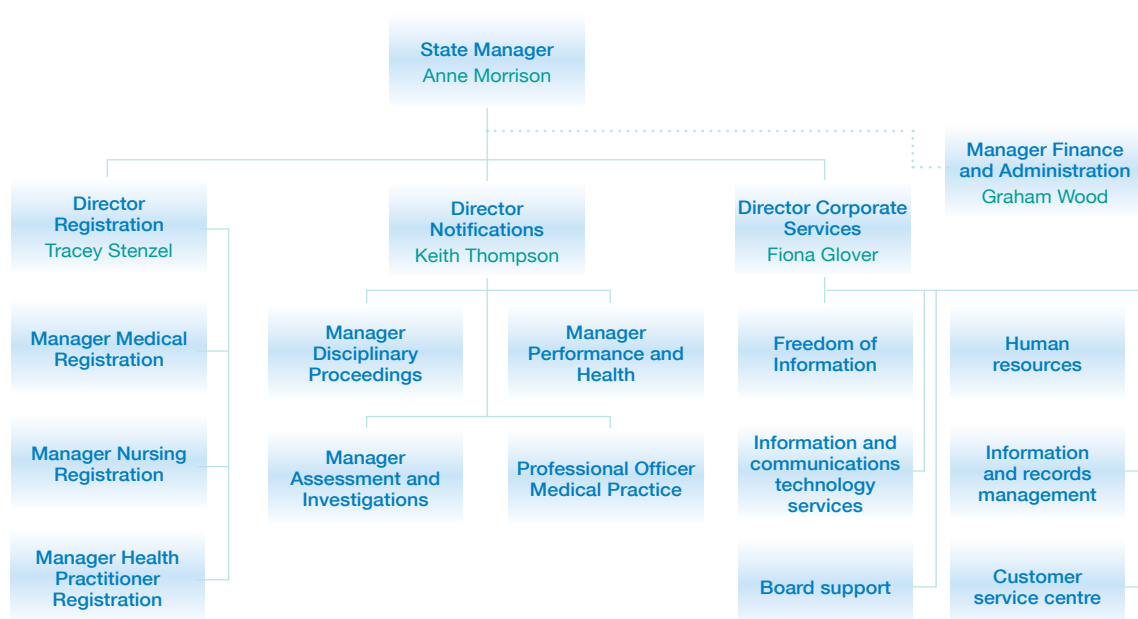 State Manager
Anne Morrison
Manager Finance
and Administration
Graham Wood
Director
Registration
Tracey Stenzel
Director
Notifications
Keith Thompson
Director Corporate
Services
Fiona Glover
Manager Medical
Registration
Manager
Disciplinary
Proceedings
Manager
Performance and
Health
Freedom of
Information
Human
resources
Manager Nursing
Registration
Manager
Assessment and
Investigations
Professional Officer
Medical Practice
Information and
communications
technology
services
Information
and records
management
Manager Health
Practitioner
Registration
Board support
Customer
service centre